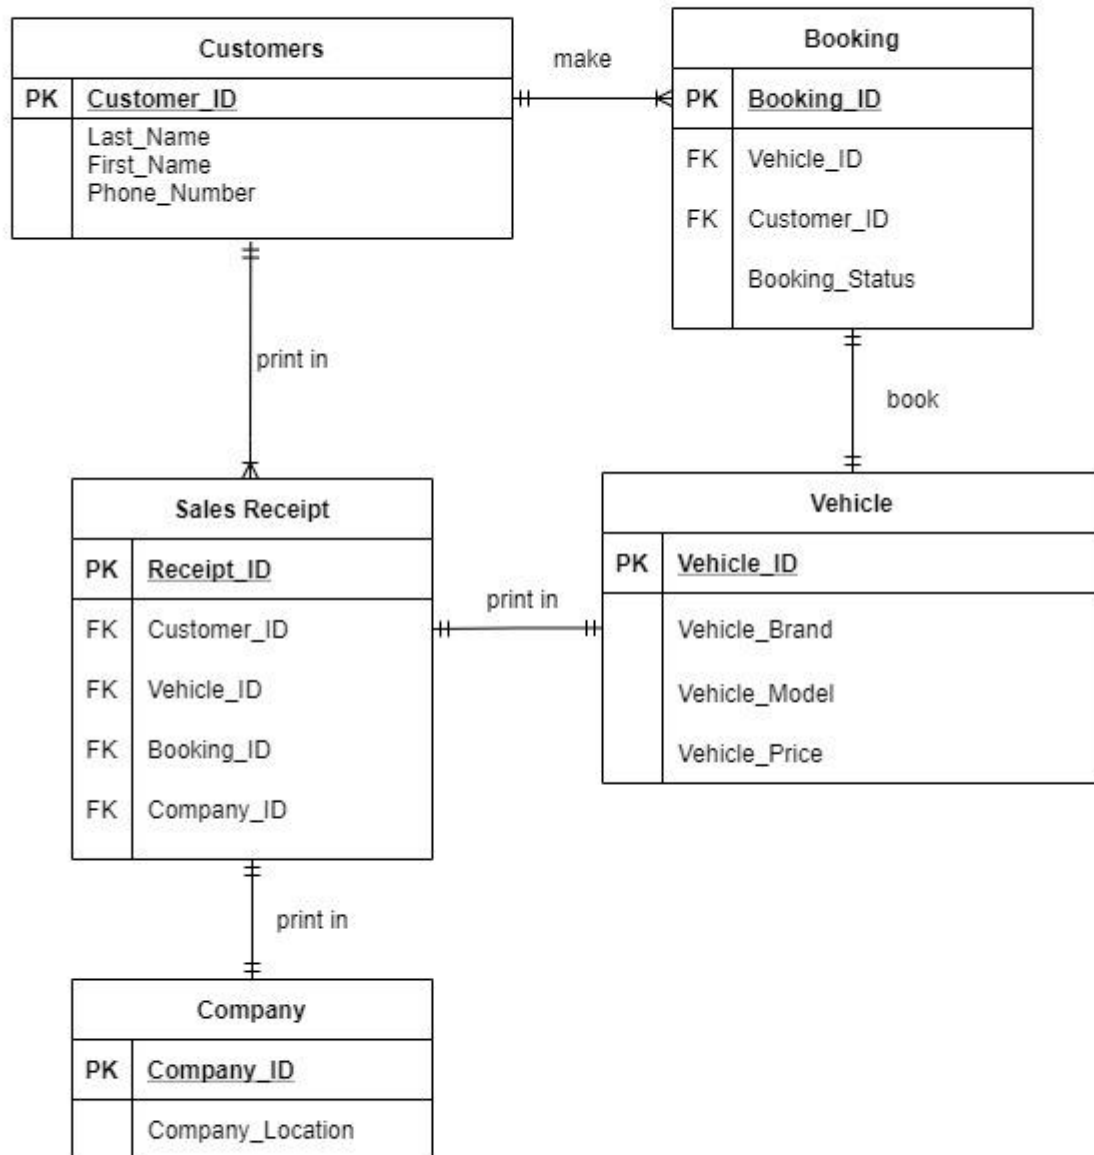 Customers
PK Customer_ID
Last_Name
First_Name
Phone_Number
make
Booking
PK Booking_ID
FK Vehicle_ID
FK Customer_ID
Booking_Status
print in
book
Sales Receipt
PK Receipt_ID
FK Customer_ID
FK Vehicle_ID
FK Booking_ID
FK Company_ID
print in
Vehicle
PK Vehicle_ID
Vehicle_Brand
Vehicle_Model
Vehicle_Price
print in
Company
PK Company_ID
Company_Location